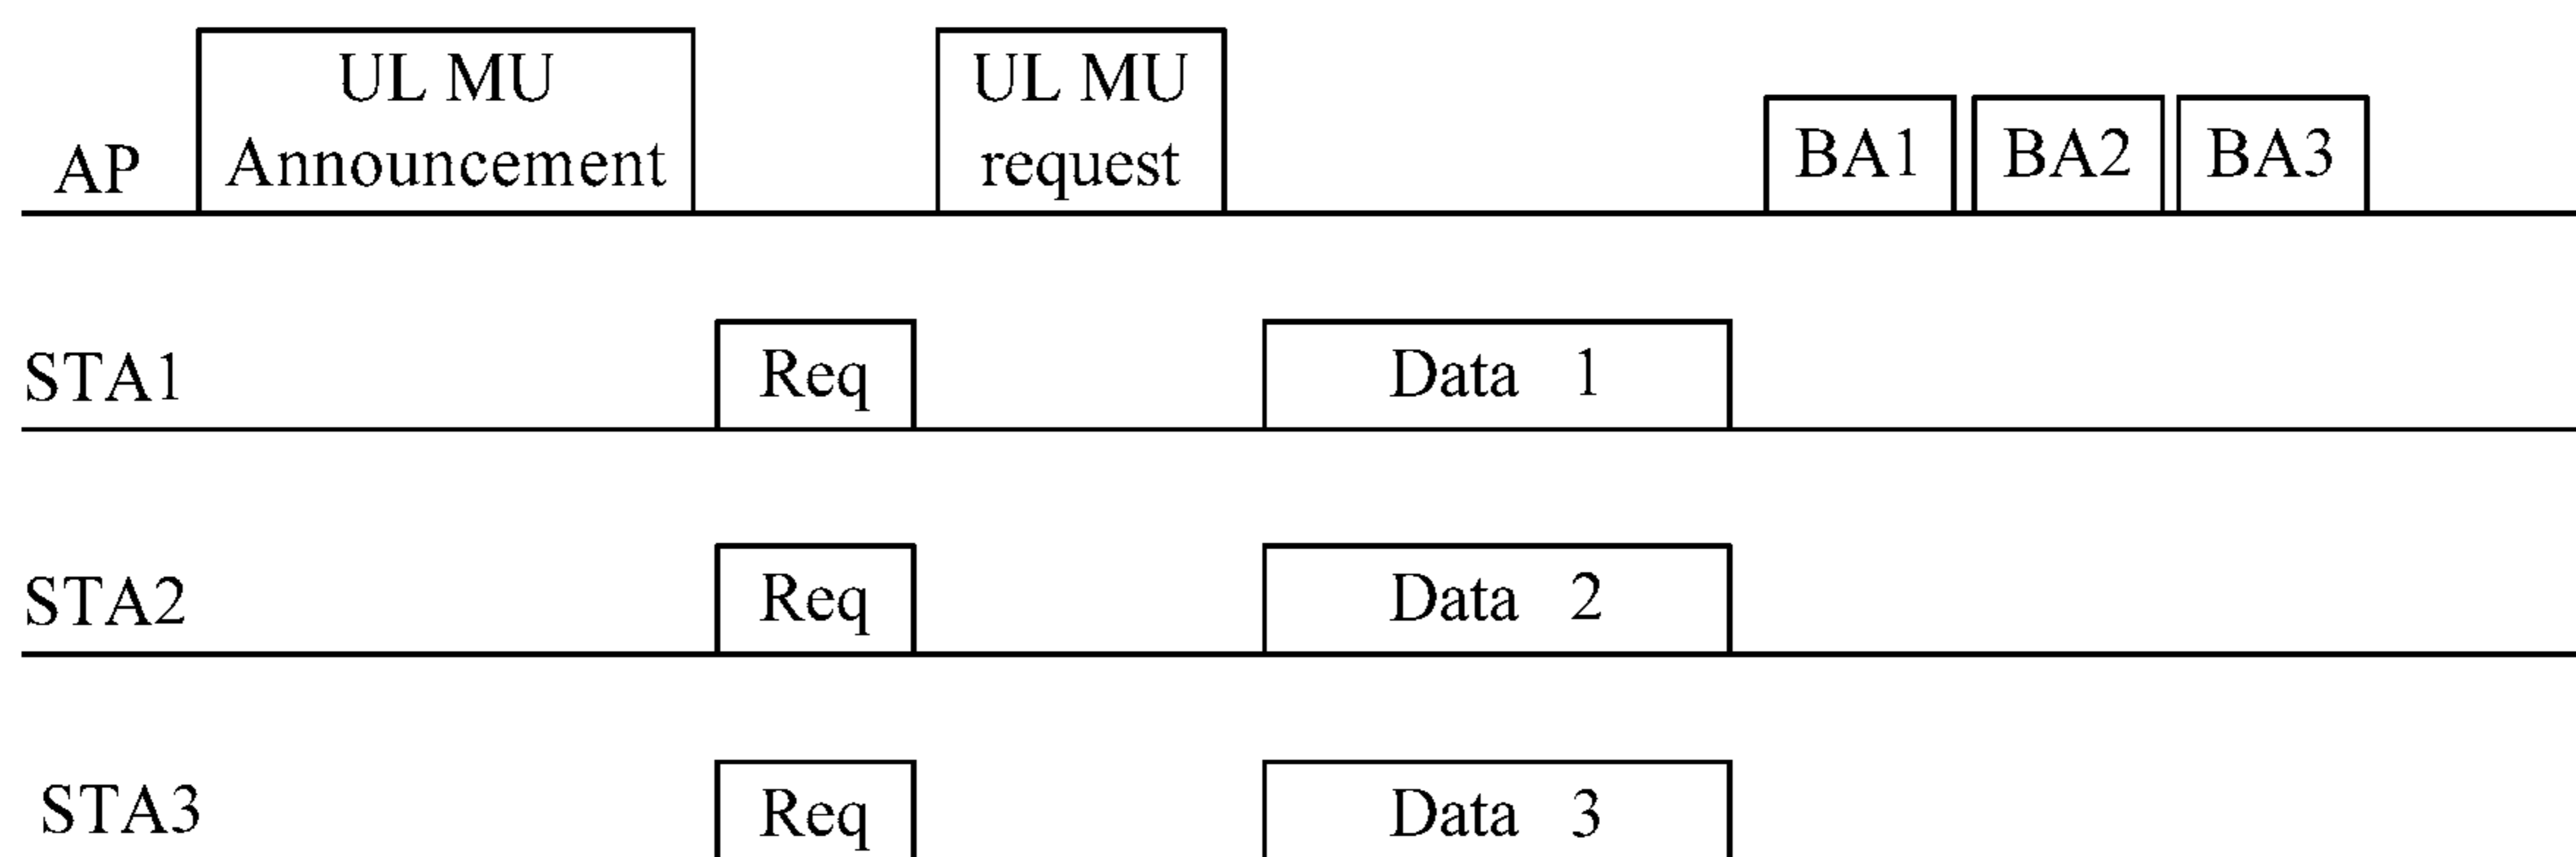 UL MU
Announcement
UL MU
request
AP
BA1
BA2
BA3
STA1
Req
Data 1
STA2
Req
Data 2
STA3
Req
Data 3